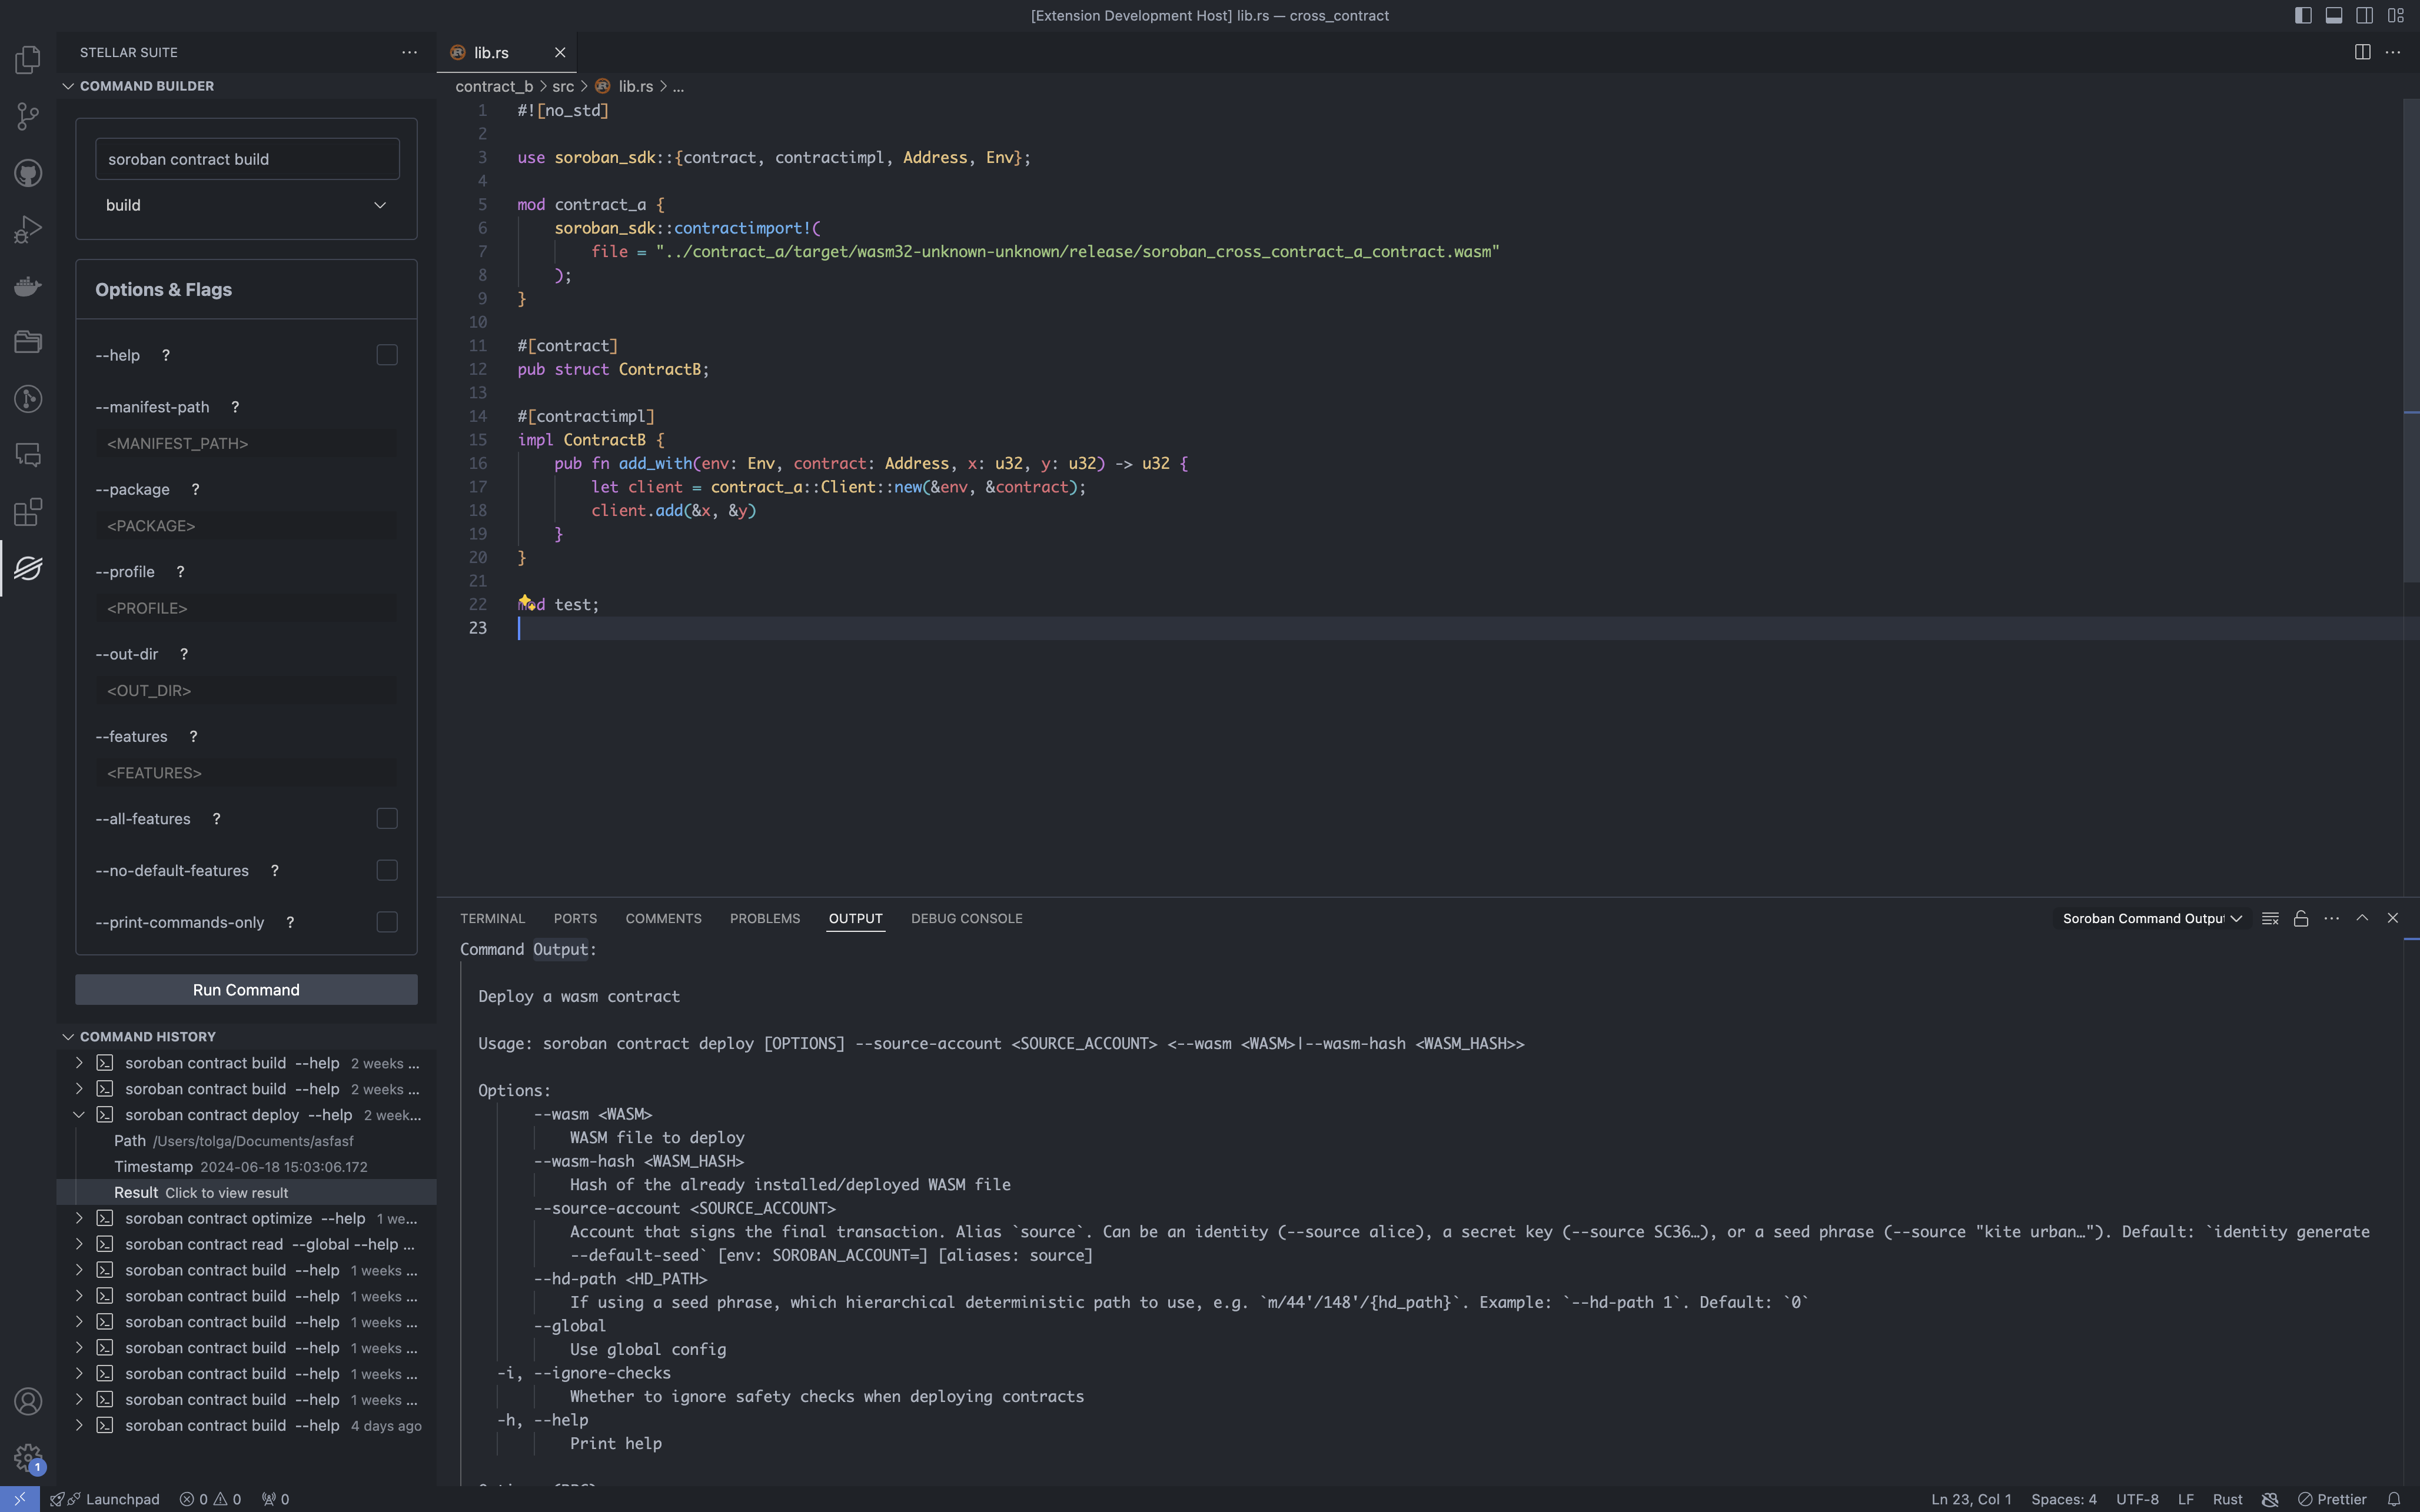 [Extension Development Host] lib.rs — cross_contract
STELLAR SUITE
COMMAND BUILDER
soroban contract build
build
Options & Flags
--help ?
--manifest-path ?
<MANIFEST_PATH>
--package ?
<PACKAGE>
--profile ?
<PROFILE>
--out-dir ?
<OUT_DIR>
--features ?
<FEATURES>
--all-features ?
--no-default-features ?
--print-commands-only ?
Run Command
COMMAND HISTORY
soroban contract build --help 2 weeks ...
soroban contract build --help 2 weeks ...
soroban contract deploy --help 2 week...
Path /Users/tolga/Documents/asfasf
Timestamp 2024-06-18 15:03:06.172
Result Click to view result
soroban contract optimize --help 1 we...
soroban contract read --global --help ...
soroban contract build --help 1 weeks ...
soroban contract build --help 1 weeks ...
soroban contract build --help 1 weeks ...
soroban contract build --help 1 weeks ...
soroban contract build --help 1 weeks ...
soroban contract build --help 1 weeks ...
soroban contract build --help 4 days ago
lib.rs
contract_b > src > lib.rs > ...
1 #![no_std]
2
3 use soroban_sdk::{contract, contractimpl, Address, Env};
4
5 mod contract_a {
6 soroban_sdk::contractimport!(
7 file = "../contract_a/target/wasm32-unknown-unknown/release/soroban_cross_contract_a_contract.wasm"
8 );
9 }
10
11 #[contract]
12 pub struct ContractB;
13
14 #[contractimpl]
15 impl ContractB {
16 pub fn add_with(env: Env, contract: Address, x: u32, y: u32) -> u32 {
17 let client = contract_a::Client::new(&env, &contract);
18 client.add(&x, &y)
19 }
20 }
21
22 mod test;
23
TERMINAL PORTS COMMENTS PROBLEMS OUTPUT DEBUG CONSOLE
Soroban Command Output
Command Output:
Deploy a wasm contract
Usage: soroban contract deploy [OPTIONS] --source-account <SOURCE_ACCOUNT> <--wasm <WASM>|--wasm-hash <WASM_HASH>>
Options:
--wasm <WASM>
WASM file to deploy
--wasm-hash <WASM_HASH>
Hash of the already installed/deployed WASM file
--source-account <SOURCE_ACCOUNT>
Account that signs the final transaction. Alias `source`. Can be an identity (--source alice), a secret key (--source SC36…), or a seed phrase (--source "kite urban…"). Default: `identity generate
--default-seed` [env: SOROBAN_ACCOUNT=] [aliases: source]
--hd-path <HD_PATH>
If using a seed phrase, which hierarchical deterministic path to use, e.g. `m/44'/148'/{hd_path}`. Example: `--hd-path 1`. Default: `0`
--global
Use global config
-i, --ignore-checks
Whether to ignore safety checks when deploying contracts
-h, --help
Print help
1
Launchpad 0 0 0
Ln 23, Col 1 Spaces: 4 UTF-8 LF Rust Prettier